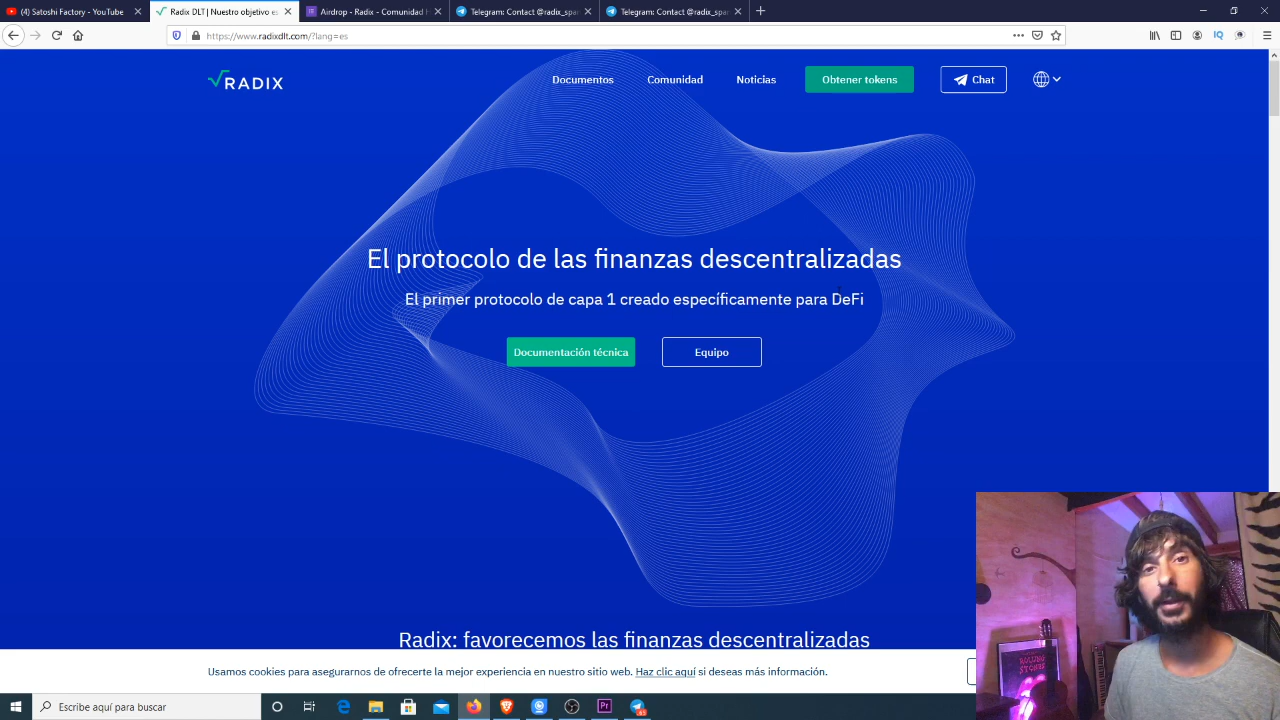 (4) Satoshi Factory - YouTube
Radix DLT | Nuestro objetivo es
Airdrop - Radix - Comunidad H
Telegram: Contact @radix_spa
Telegram: Contact @radix_spa
https://www.radixdlt.com/?lang=es
IQ
RADIX
Documentos
Comunidad
Noticias
Obtener tokens
Chat
El protocolo de las finanzas descentralizadas
El primer protocolo de capa 1 creado específicamente para DeFi
Documentación técnica
Equipo
Radix: favorecemos las finanzas descentralizadas
Usamos cookies para asegurarnos de ofrecerte la mejor experiencia en nuestro sitio web. Haz clic aquí si deseas más información.
ROLLING STONES
Escribe aquí para buscar
Pr